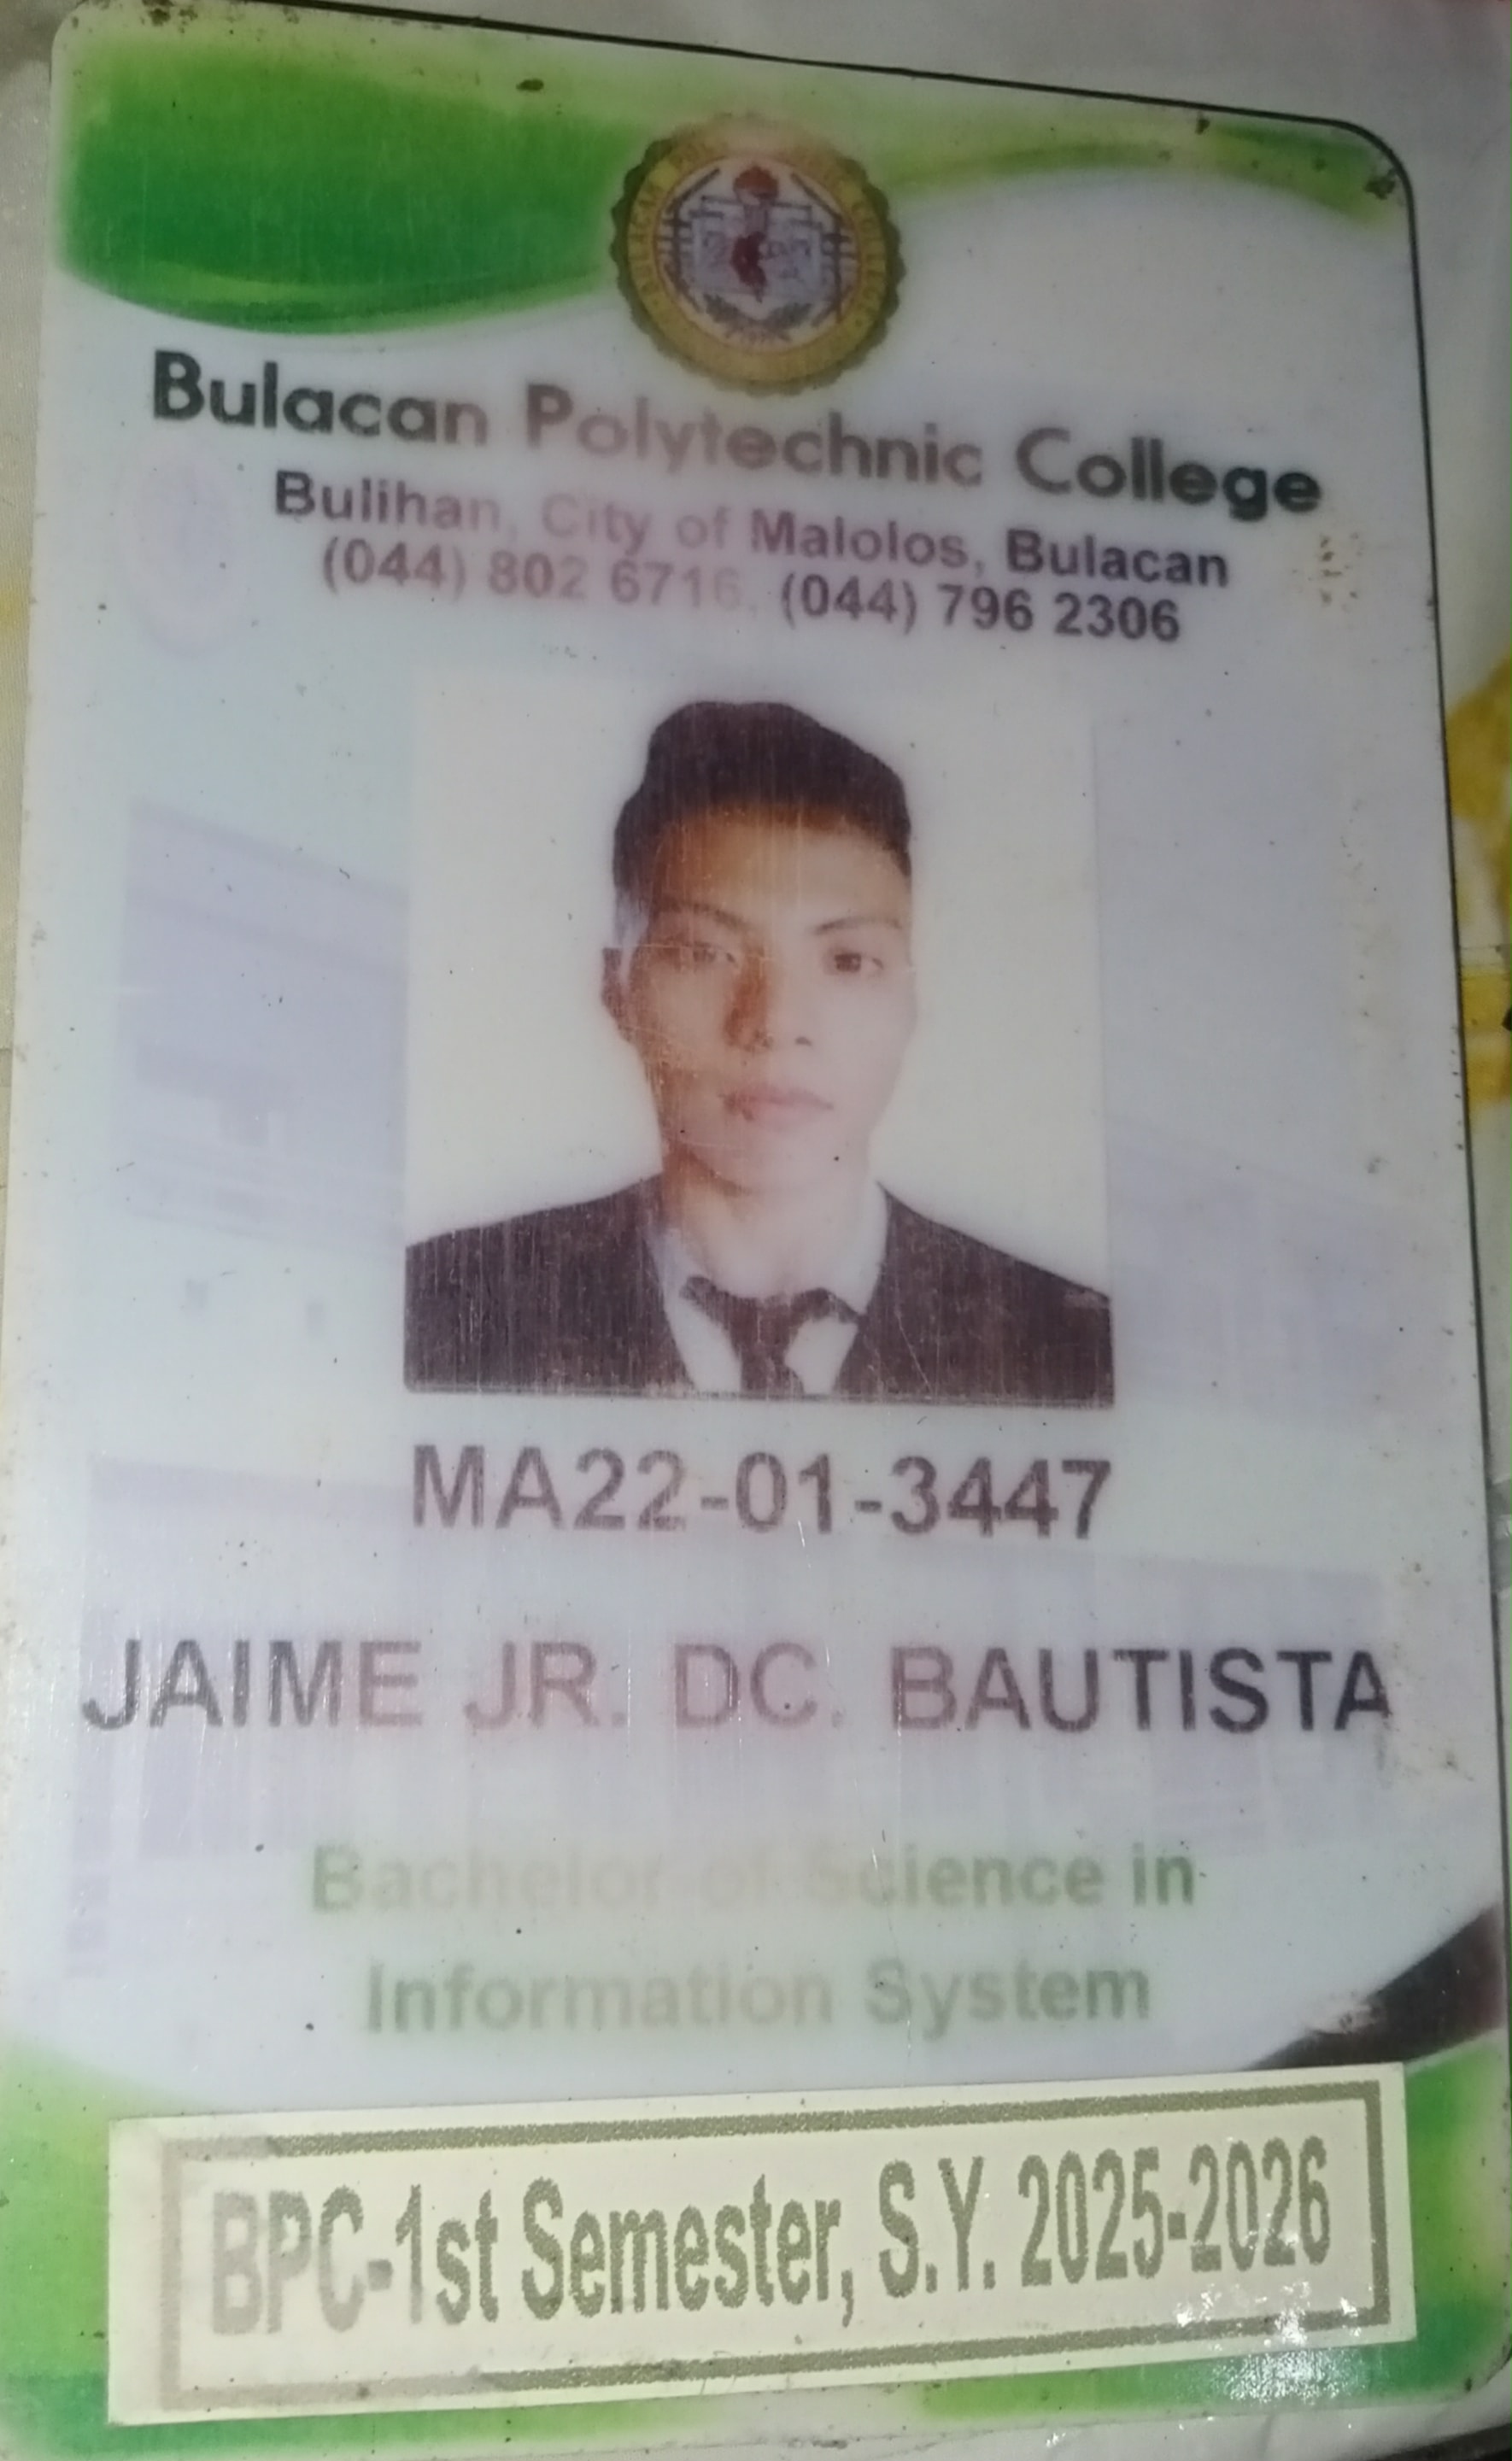 Bulacan Polytechnic College
Bulihan, City of Malolos, Bulacan
(044) 802 6716, (044) 796 2306
MA22-01-3447
JAIME JR. DC. BAUTISTA
Bachelor of Science in
Information System
BPC-1st Semester, S.Y. 2025-2026